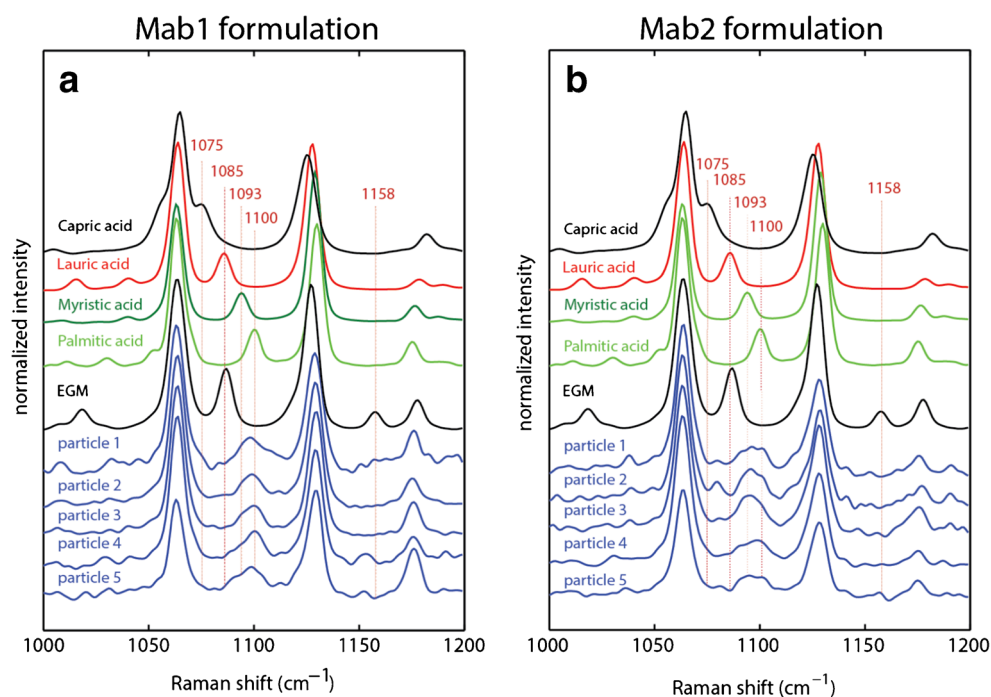 Mab1 formulation
a
1075
1085
1093
1100
1158
Capric acid
Lauric acid
Myristic acid
Palmitic acid
EGM
particle 1
particle 2
particle 3
particle 4
particle 5
normalized intensity
1000
1050
1100
1150
1200
Raman shift (cm⁻¹)
Mab2 formulation
b
1075
1085
1093
1100
1158
Capric acid
Lauric acid
Myristic acid
Palmitic acid
EGM
particle 1
particle 2
particle 3
particle 4
particle 5
normalized intensity
1000
1050
1100
1150
1200
Raman shift (cm⁻¹)